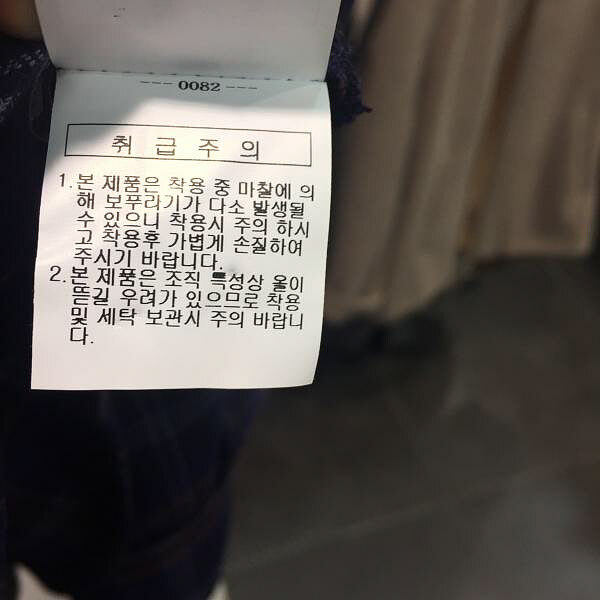 --- 0082 ---
취 급 주 의
1.본 제품은 착용 중 마찰에 의
해 보푸라기가 다소 발생될
수 있으니 착용시 주의 하시
고 착용후 가볍게 손질하여
주시기 바랍니다.
2.본 제품은 조직 특성상 올이
뜯길 우려가 있으므로 착용
및 세탁 보관시 주의 바랍니
다.